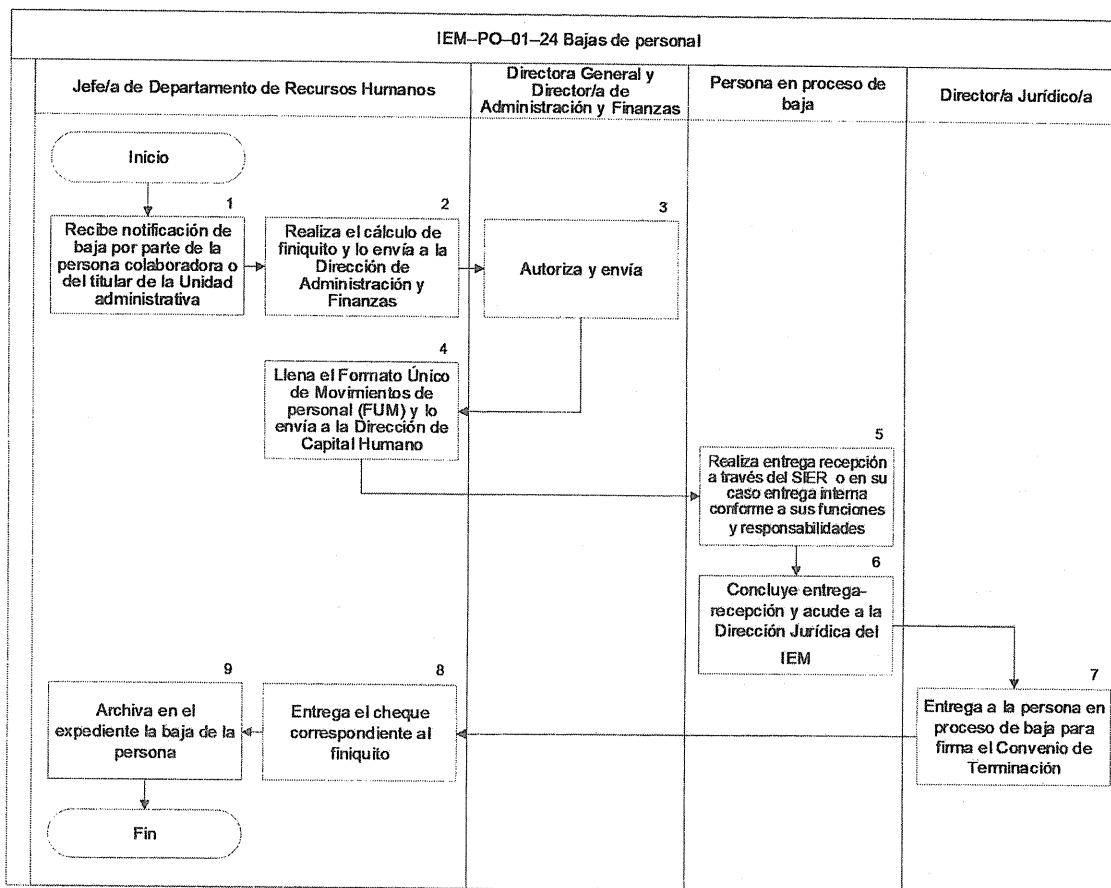 IEM–PO–01–24 Bajas de personal
Jefe/a de Departamento de Recursos Humanos
Directora General y
Director/a de
Administración y Finanzas
Persona en proceso de
baja
Director/a Jurídico/a
Inicio
1
Recibe notificación de
baja por parte de la
persona colaboradora o
del titular de la Unidad
administrativa
2
Realiza el cálculo de
finiquito y lo envía a la
Dirección de
Administración y
Finanzas
3
Autoriza y envía
4
Llena el Formato Único
de Movimientos de
personal (FUM) y lo
envía a la Dirección de
Capital Humano
5
Realiza entrega recepción
a través del SIER o en su
caso entrega interna
conforme a sus funciones
y responsabilidades
6
Concluye entrega–
recepción y acude a la
Dirección Jurídica del
IEM
7
Entrega a la persona en
proceso de baja para
firma el Convenio de
Terminación
8
Entrega el cheque
correspondiente al
finiquito
9
Archiva en el
expediente la baja de la
persona
Fin